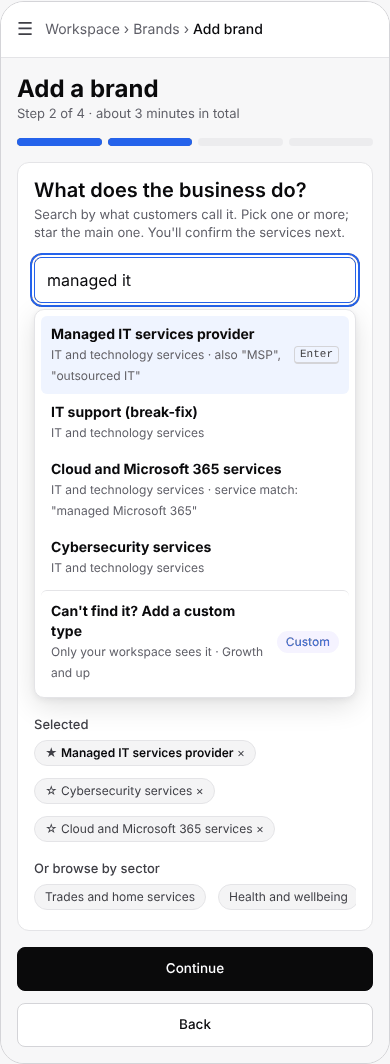 ☰ Workspace › Brands › Add brand
Add a brand
Step 2 of 4 · about 3 minutes in total
What does the business do?
Search by what customers call it. Pick one or more;
star the main one. You'll confirm the services next.
managed it
Managed IT services provider
IT and technology services · also "MSP",
"outsourced IT"
Enter
IT support (break-fix)
IT and technology services
Cloud and Microsoft 365 services
IT and technology services · service match:
"managed Microsoft 365"
Cybersecurity services
IT and technology services
Can't find it? Add a custom
type
Only your workspace sees it · Growth
and up
Custom
Selected
★ Managed IT services provider ×
☆ Cybersecurity services ×
☆ Cloud and Microsoft 365 services ×
Or browse by sector
Trades and home services Health and wellbeing
Continue
Back